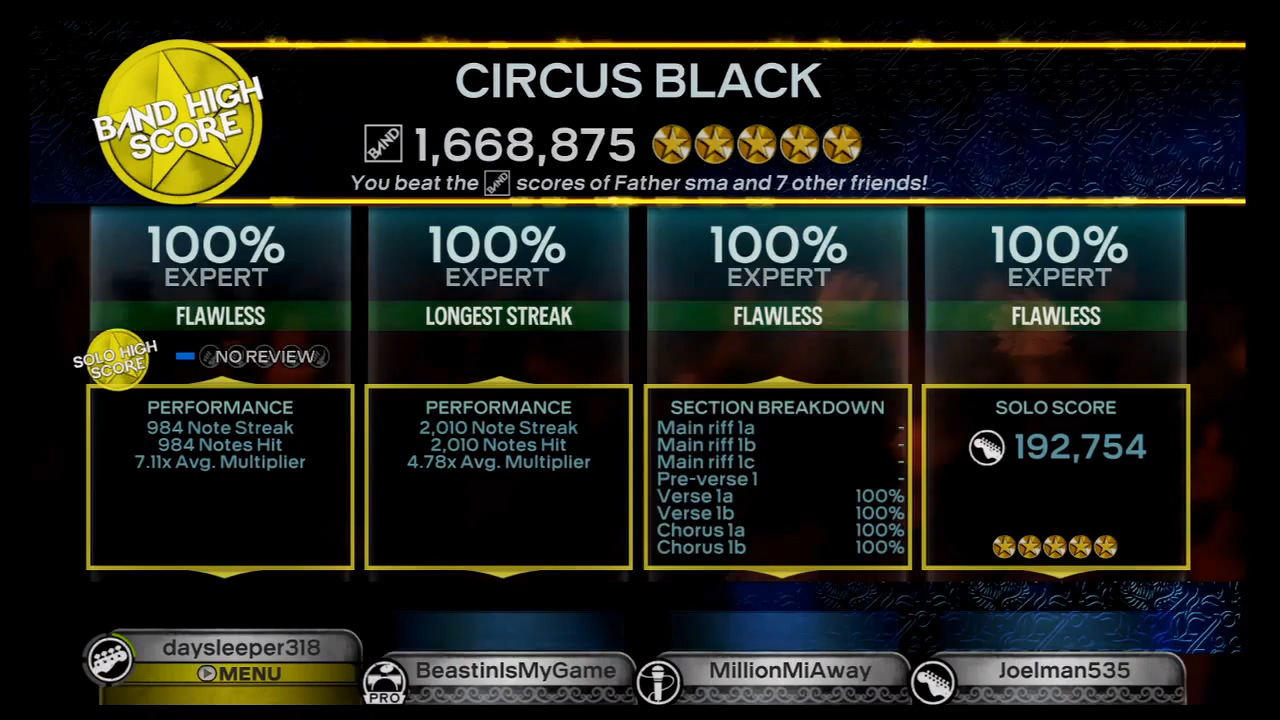 CIRCUS BLACK
BAND HIGH
SCORE
BAND 1,668,875
You beat the BAND scores of Father sma and 7 other friends!
100%
EXPERT
FLAWLESS
100%
EXPERT
LONGEST STREAK
100%
EXPERT
FLAWLESS
100%
EXPERT
FLAWLESS
SOLO HIGH
SCORE
NO REVIEW
PERFORMANCE
984 Note Streak
984 Notes Hit
7.11x Avg. Multiplier
PERFORMANCE
2,010 Note Streak
2,010 Notes Hit
4.78x Avg. Multiplier
SECTION BREAKDOWN
Main riff 1a -
Main riff 1b -
Main riff 1c -
Pre-verse 1 -
Verse 1a 100%
Verse 1b 100%
Chorus 1a 100%
Chorus 1b 100%
SOLO SCORE
192,754
daysleeper318
MENU
BeastinIsMyGame
PRO
MillionMiAway
Joelman535